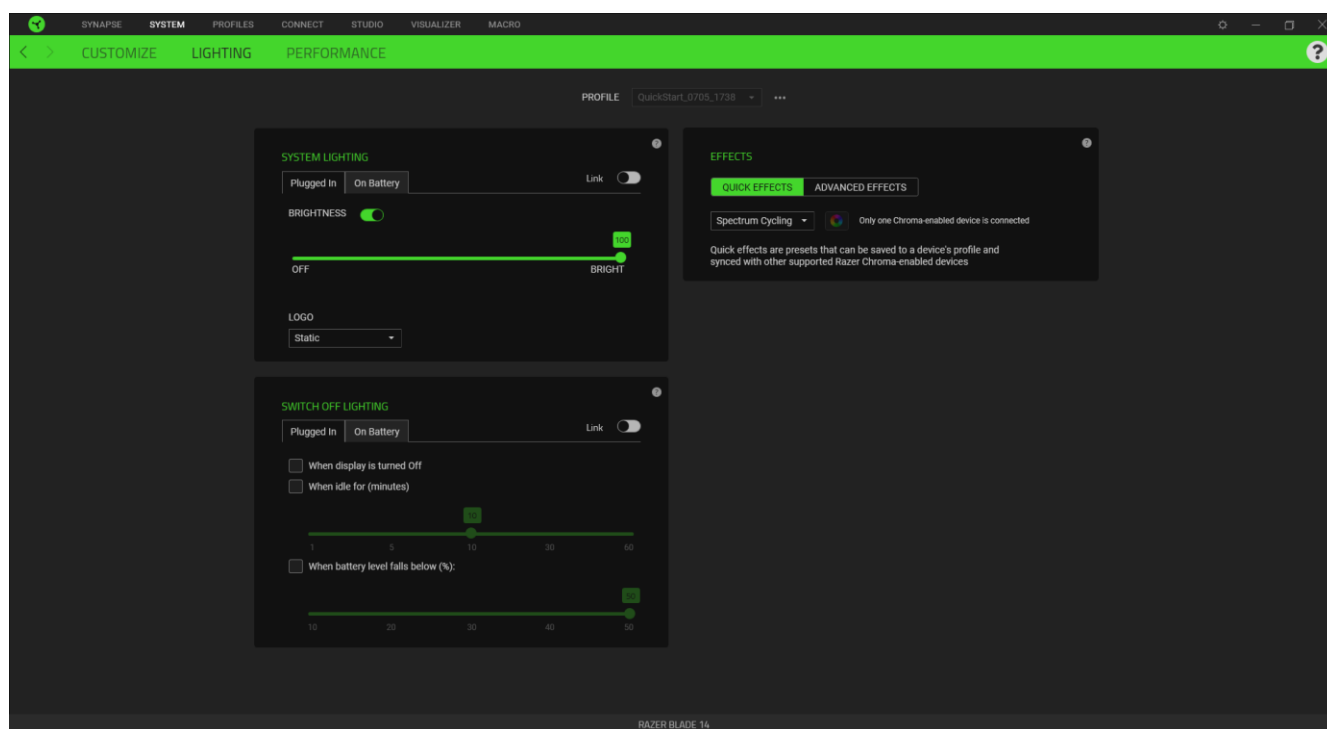 SYNAPSE SYSTEM PROFILES CONNECT STUDIO VISUALIZER MACRO
CUSTOMIZE LIGHTING PERFORMANCE ?
PROFILE QuickStart_0705_1738
SYSTEM LIGHTING
Plugged In On Battery Link
BRIGHTNESS
100
OFF BRIGHT
LOGO
Static
EFFECTS
QUICK EFFECTS ADVANCED EFFECTS
Spectrum Cycling Only one Chroma-enabled device is connected
Quick effects are presets that can be saved to a device's profile and
synced with other supported Razer Chroma-enabled devices
SWITCH OFF LIGHTING
Plugged In On Battery Link
When display is turned Off
When idle for (minutes)
10
1 5 10 30 60
When battery level falls below (%):
50
10 20 30 40 50
RAZER BLADE 14